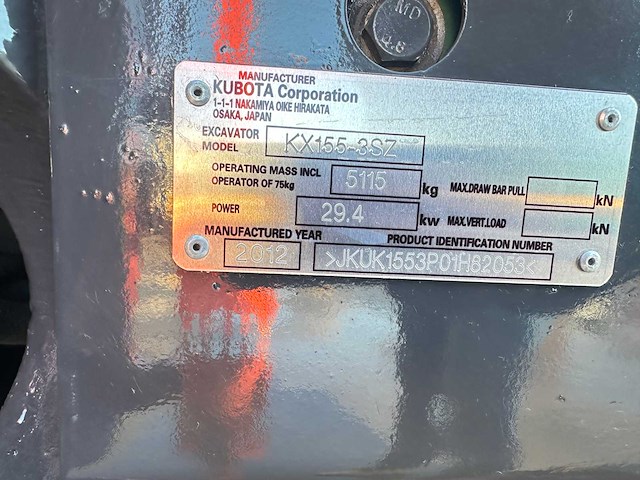 MD
8.8
MANUFACTURER
KUBOTA Corporation
1-1-1 NAKAMIYA OIKE HIRAKATA
OSAKA, JAPAN
EXCAVATOR MODEL KX155-3SZ
OPERATING MASS INCL OPERATOR OF 75kg 5115 kg MAX.DRAW BAR PULL kN
POWER 29.4 kw MAX.VERT.LOAD kN
MANUFACTURED YEAR PRODUCT IDENTIFICATION NUMBER
2012 >JKUK1553P01H82053<